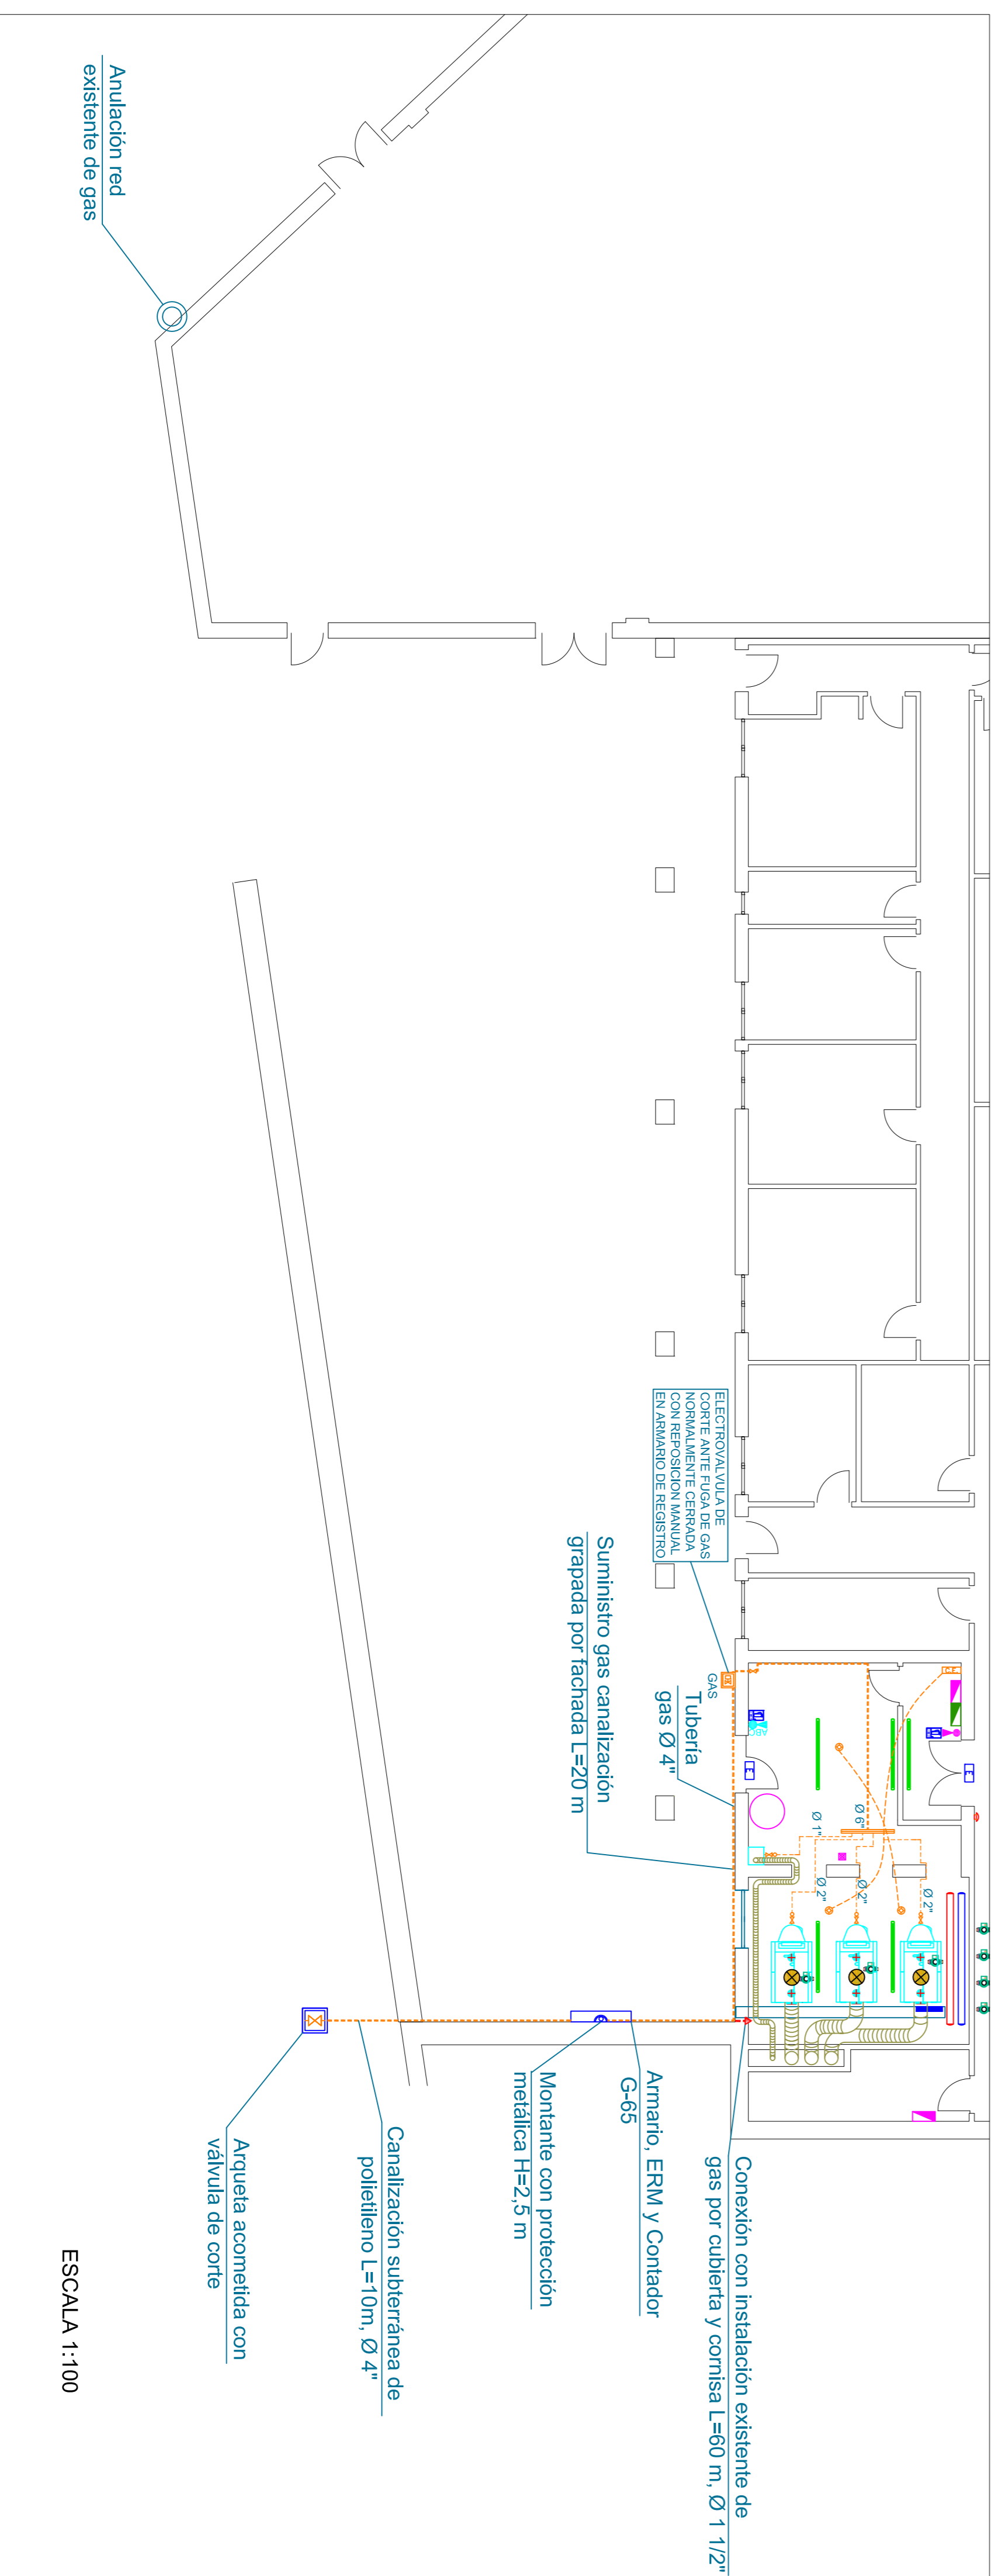 Anulación red
existente de gas
ELECTROVALVULA DE
CORTE ANTE FUGA DE GAS
NORMALMENTE CERRADA
CON REPOSICION MANUAL
EN ARMARIO DE REGISTRO
Suministro gas canalización
grapada por fachada L=20 m
GAS
Tubería
gas Ø 4"
ABC
E
E
Ø 6"
Ø 1"
Ø 2"
Ø 2"
Ø 2"
Conexión con instalación existente de
gas por cubierta y cornisa L=60 m, Ø 1 1/2"
Armario, ERM y Contador
G-65
Montante con protección
metálica H=2,5 m
Canalización subterránea de
polietileno L=10m, Ø 4"
Arqueta acometida con
válvula de corte
ESCALA 1:100